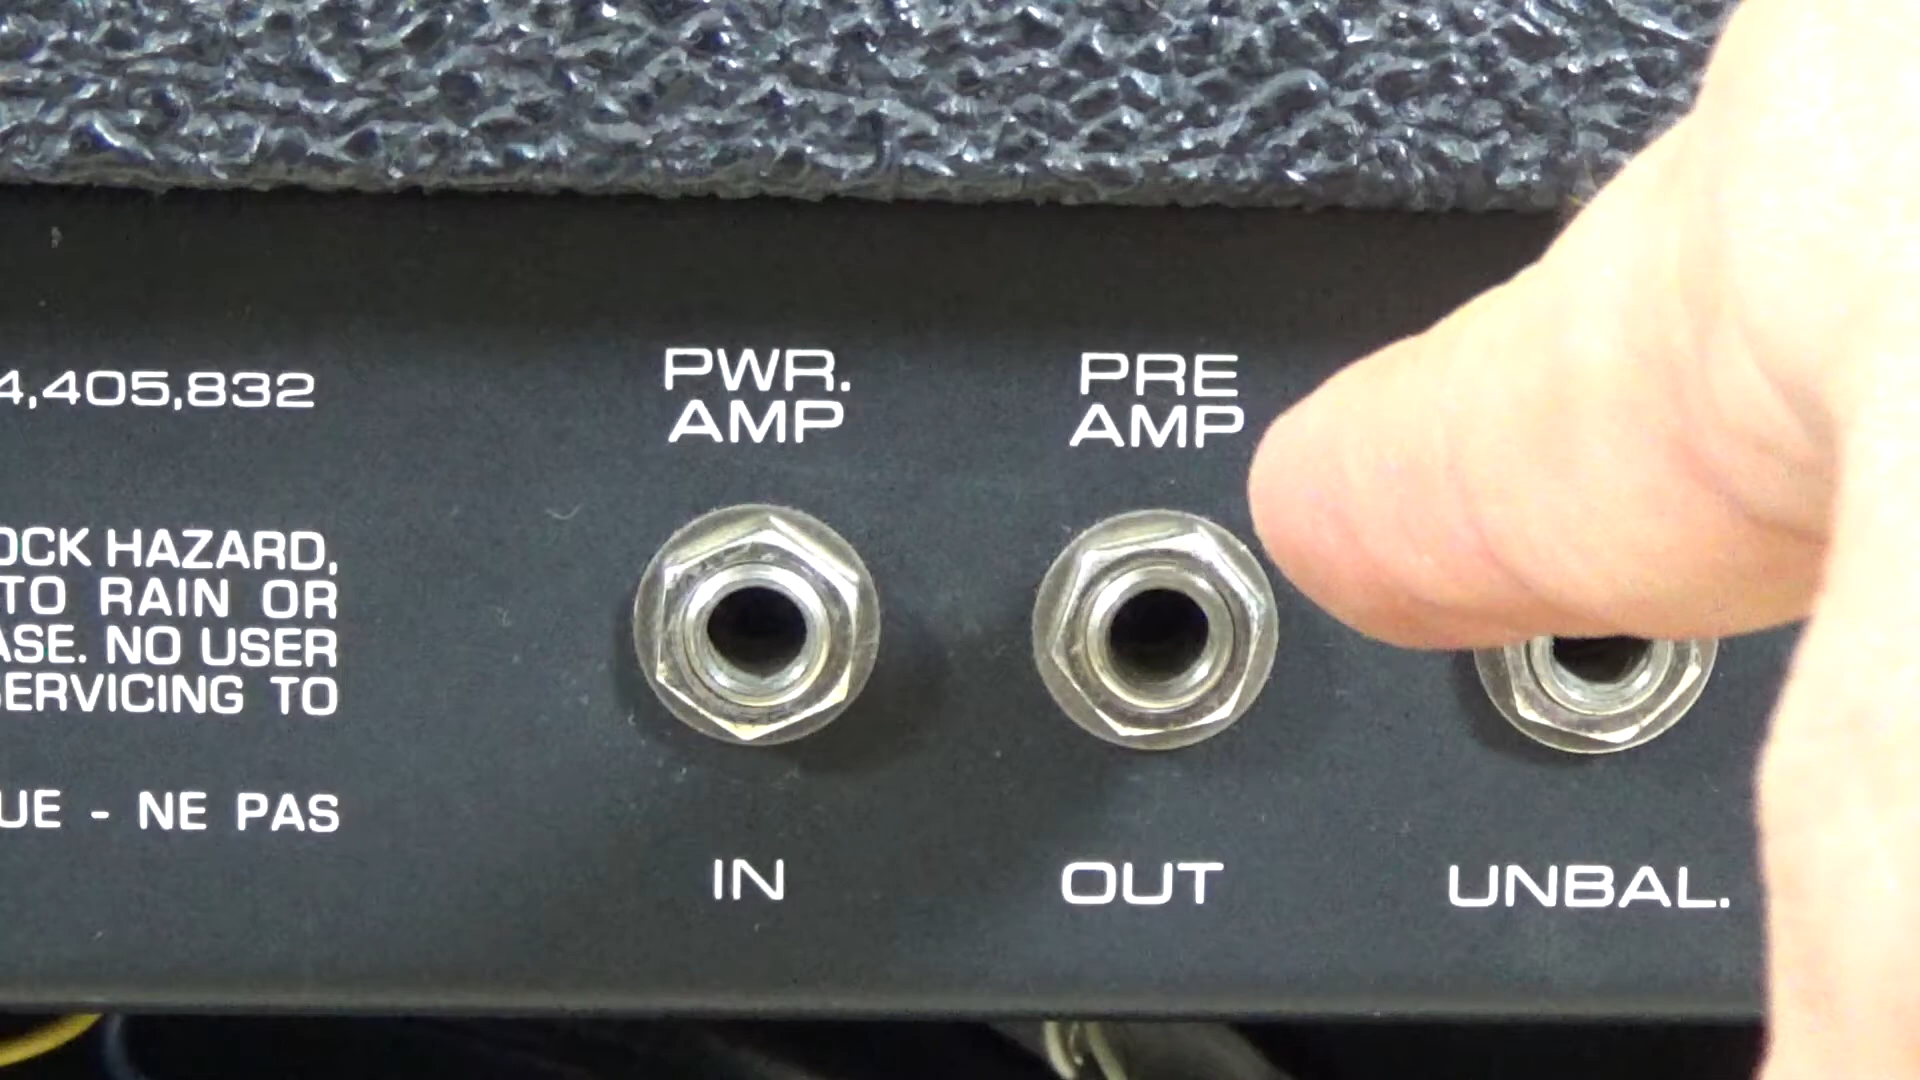 4,405,832
OCK HAZARD,
TO RAIN OR
ASE. NO USER
SERVICING TO
UE - NE PAS
PWR.
AMP
IN
PRE
AMP
OUT
UNBAL.